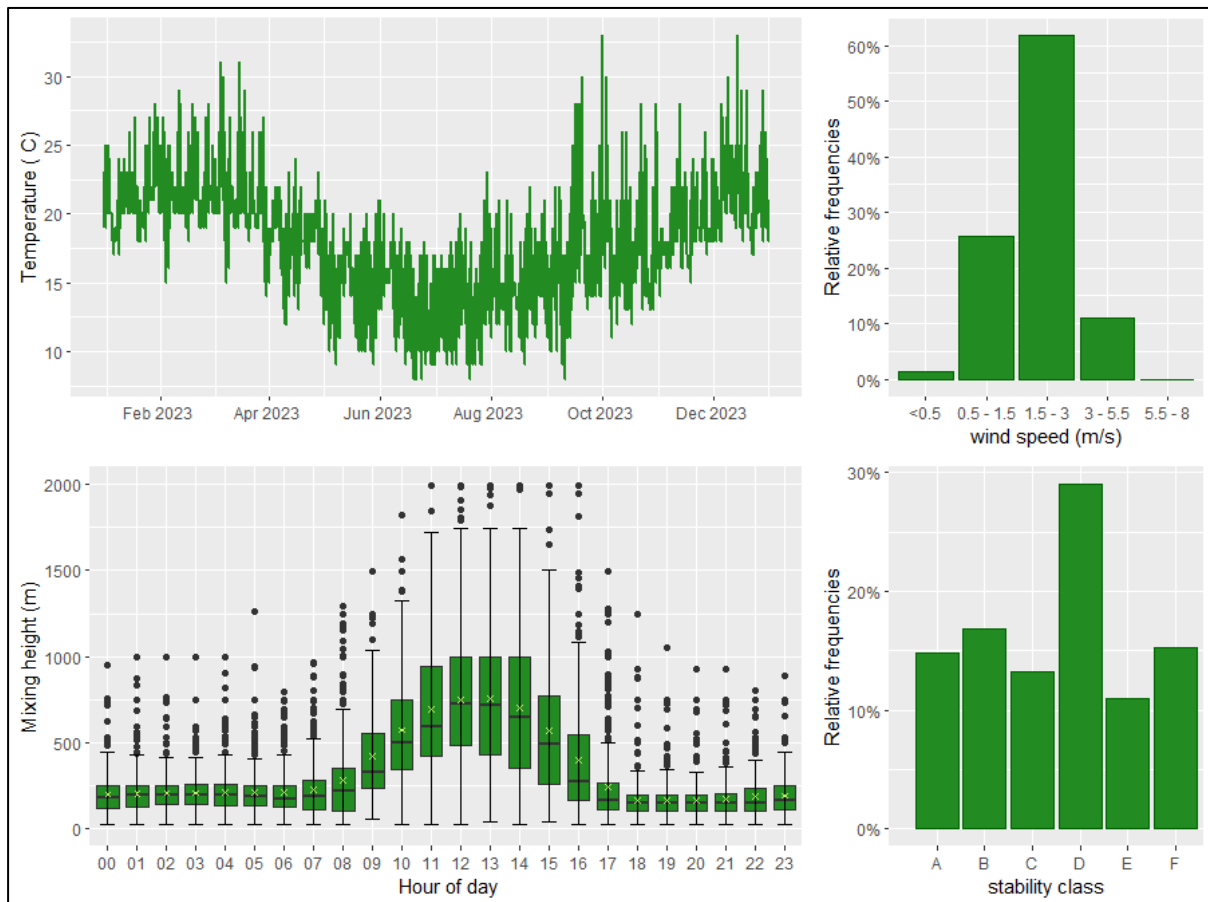 Temperature ( C)
30
25
20
15
10
Feb 2023 Apr 2023 Jun 2023 Aug 2023 Oct 2023 Dec 2023
Relative frequencies
60%
50%
40%
30%
20%
10%
0%
<0.5 0.5 - 1.5 1.5 - 3 3 - 5.5 5.5 - 8
wind speed (m/s)
Mixing height (m)
2000
1500
1000
500
0
00 01 02 03 04 05 06 07 08 09 10 11 12 13 14 15 16 17 18 19 20 21 22 23
Hour of day
Relative frequencies
30%
20%
10%
0%
A B C D E F
stability class